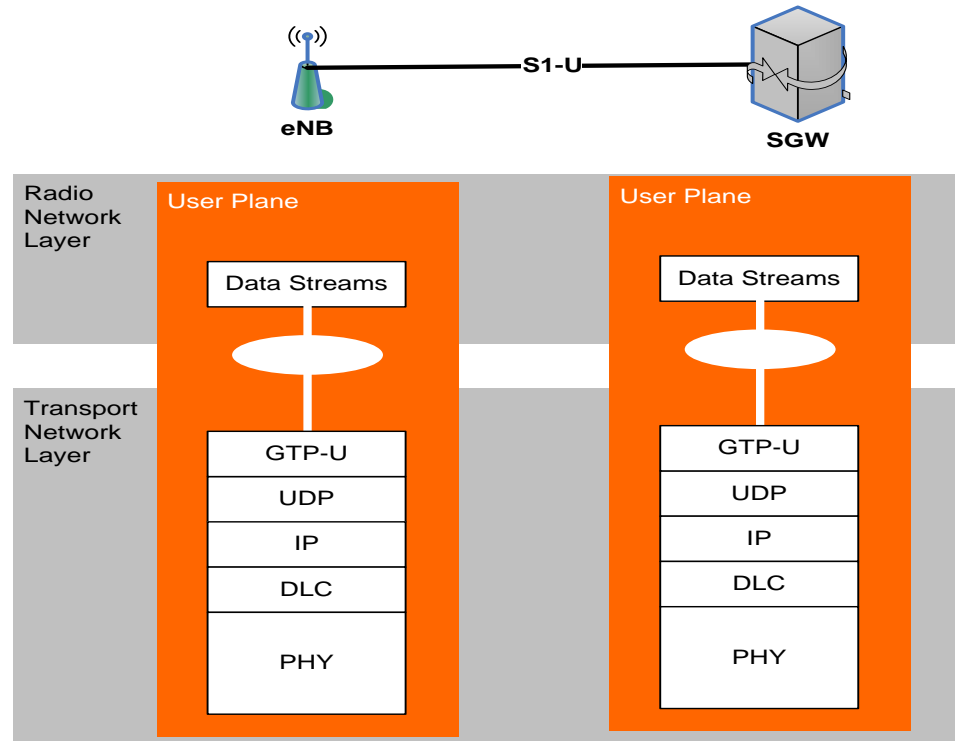 S1-U
eNB
SGW
Radio
Network
Layer
User Plane
User Plane
Data Streams
Data Streams
Transport
Network
Layer
GTP-U
UDP
IP
DLC
PHY
GTP-U
UDP
IP
DLC
PHY